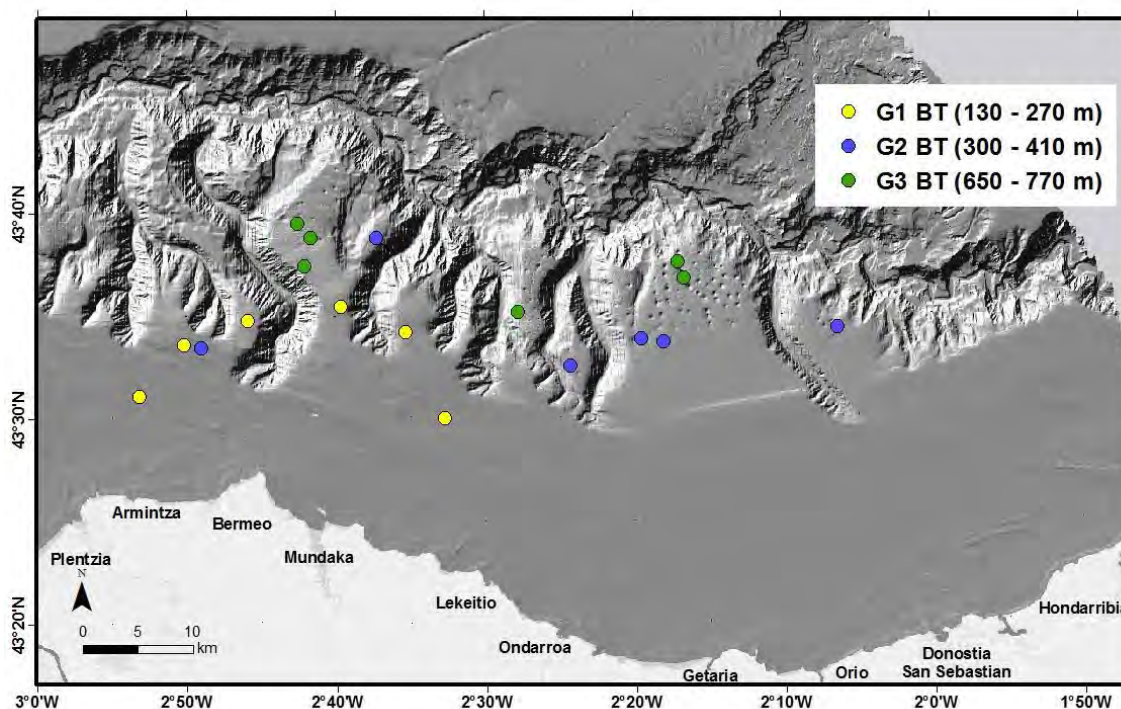 G1 BT (130 - 270 m)
G2 BT (300 - 410 m)
G3 BT (650 - 770 m)
43°40'N
43°30'N
43°20'N
Armintza
Bermeo
Plentzia
Mundaka
N
Lekeitio
Hondarribia
0 5 10
km
Ondarroa
Donostia
San Sebastian
Getaria
Orio
3°0'W 2°50'W 2°40'W 2°30'W 2°20'W 2°10'W 2°0'W 1°50'W